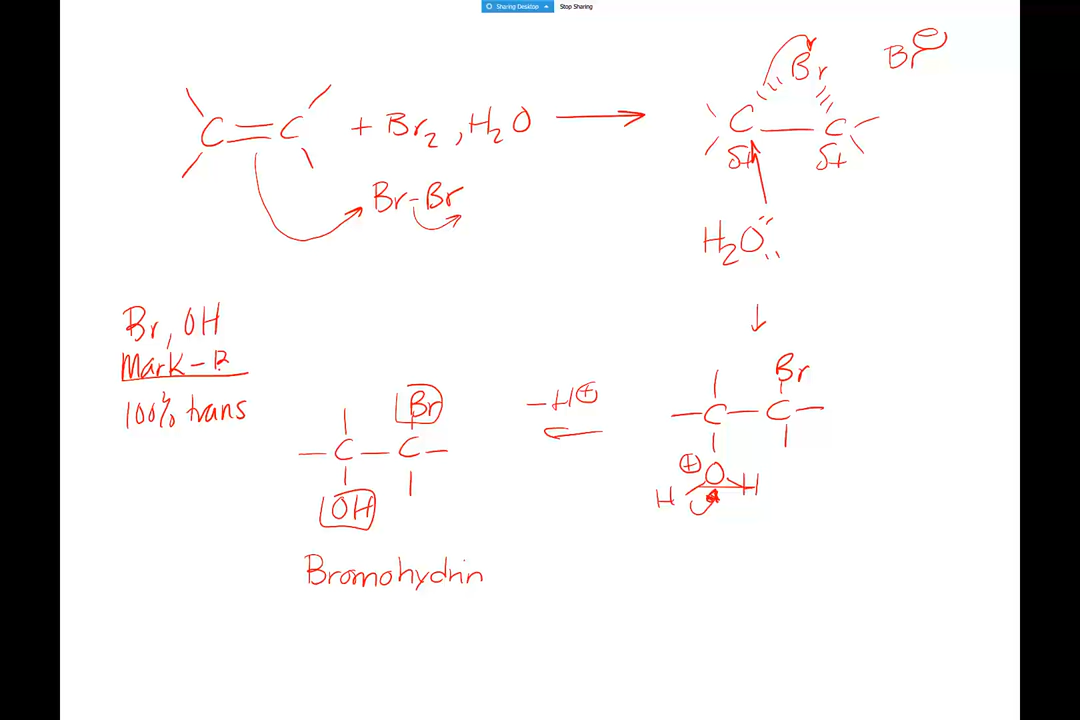 Sharing Desktop Stop Sharing
C=C + Br2, H2O
Br-Br
Br
Br⊖
C—C
δ+ δ+
H2O
Br, OH
Mark-R
100% trans
Br
—C—C—
OH
-H⊕
Br
—C—C—
⊕
O
H H
Bromohydrin